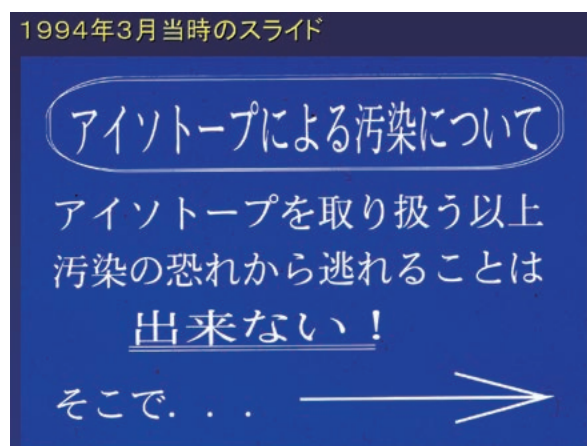 1994年3月当時のスライド
アイソトープによる汚染について
アイソトープを取り扱う以上
汚染の恐れから逃れることは
出来ない！
そこで．．．